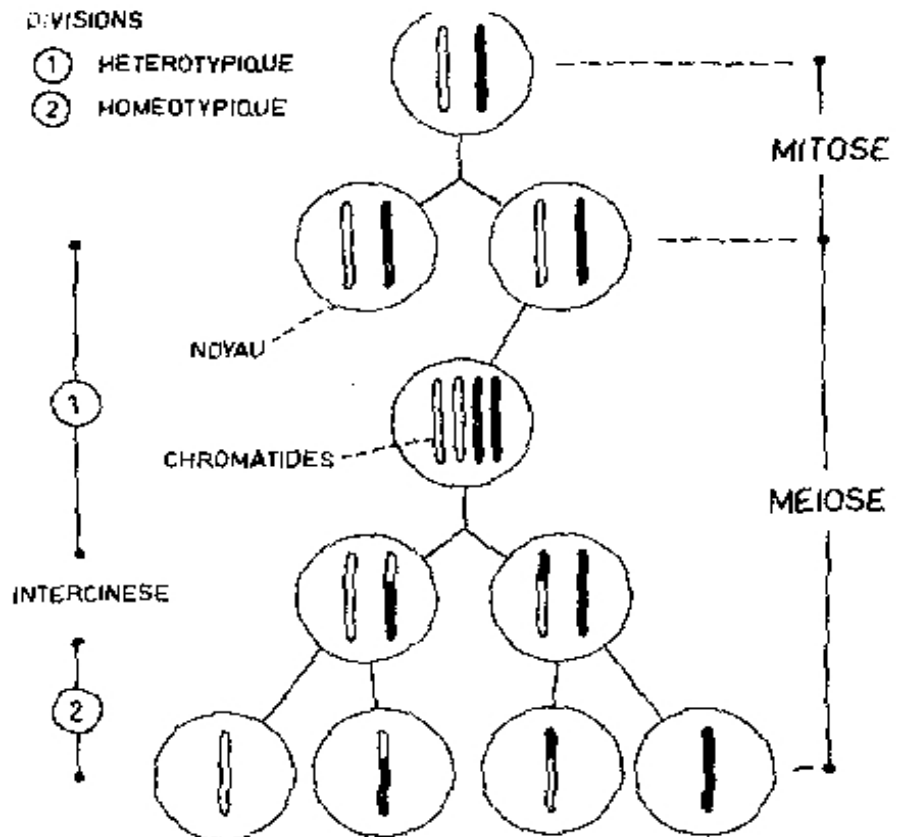 DIVISIONS
① HETEROTYPIQUE
② HOMEOTYPIQUE
MITOSE
NOYAU
1
CHROMATIDES
MEIOSE
INTERCINESE
2